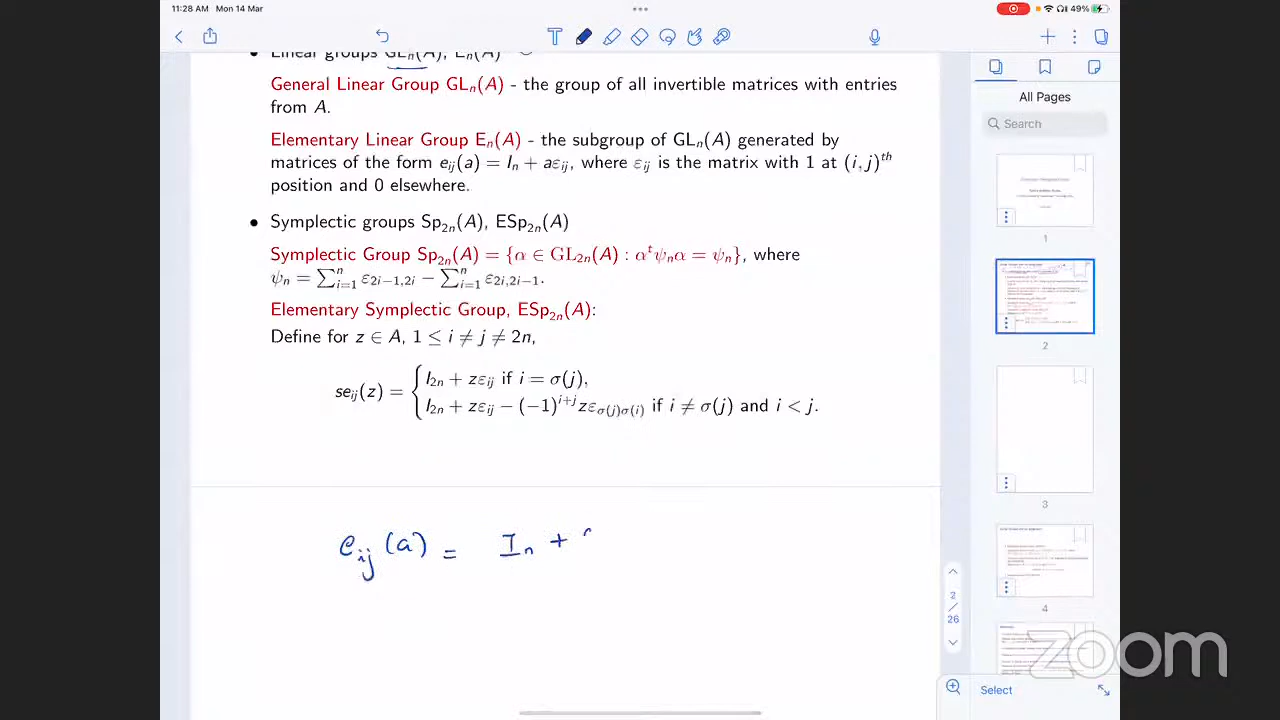 11:28 AM Mon 14 Mar
49%
• Linear groups GLn(A), En(A)
General Linear Group GLₙ(A) - the group of all invertible matrices with entries
from A.
Elementary Linear Group Eₙ(A) - the subgroup of GLₙ(A) generated by
matrices of the form eᵢⱼ(a) = Iₙ + aεᵢⱼ, where εᵢⱼ is the matrix with 1 at (i, j)ᵗʰ
position and 0 elsewhere.
• Symplectic groups Sp₂ₙ(A), ESp₂ₙ(A)
Symplectic Group Sp₂ₙ(A) = {α ∈ GL₂ₙ(A) : αᵗψₙα = ψₙ}, where
ψₙ = ∑ⁿᵢ₌₁ ε₂ᵢ₋₁,₂ᵢ − ∑ⁿᵢ₌₁ ε₂ᵢ,₂ᵢ₋₁.
Elementary Symplectic Group, ESp₂ₙ(A):
Define for z ∈ A, 1 ≤ i ≠ j ≠ 2n,
I₂ₙ + zεᵢⱼ if i = σ(j),
seᵢⱼ(z) = {
I₂ₙ + zεᵢⱼ − (−1)ⁱ⁺ʲzε_σ(j)σ(i) if i ≠ σ(j) and i < j.
eᵢⱼ(a) = Iₙ +
All Pages
Search
1
2
3
4
2
/
26
Select
zoom